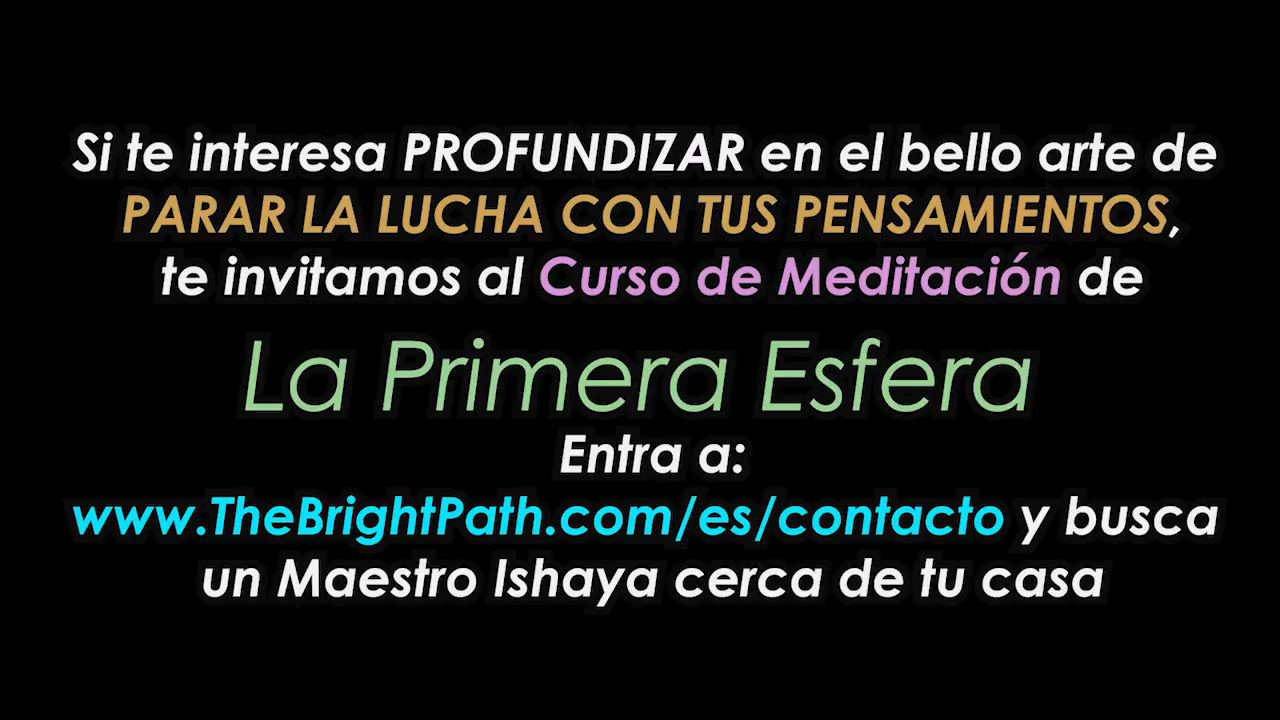 Si te interesa PROFUNDIZAR en el bello arte de
PARAR LA LUCHA CON TUS PENSAMIENTOS,
te invitamos al Curso de Meditación de
La Primera Esfera
Entra a:
www.TheBrightPath.com/es/contacto y busca
un Maestro Ishaya cerca de tu casa